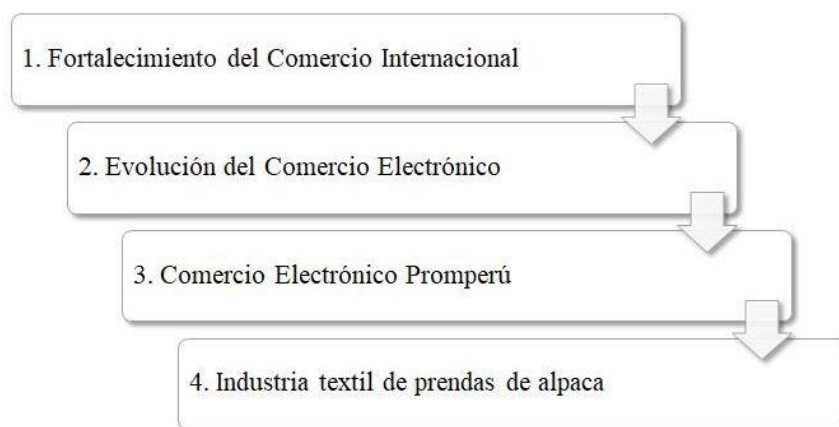 1. Fortalecimiento del Comercio Internacional
2. Evolución del Comercio Electrónico
3. Comercio Electrónico Promperú
4. Industria textil de prendas de alpaca